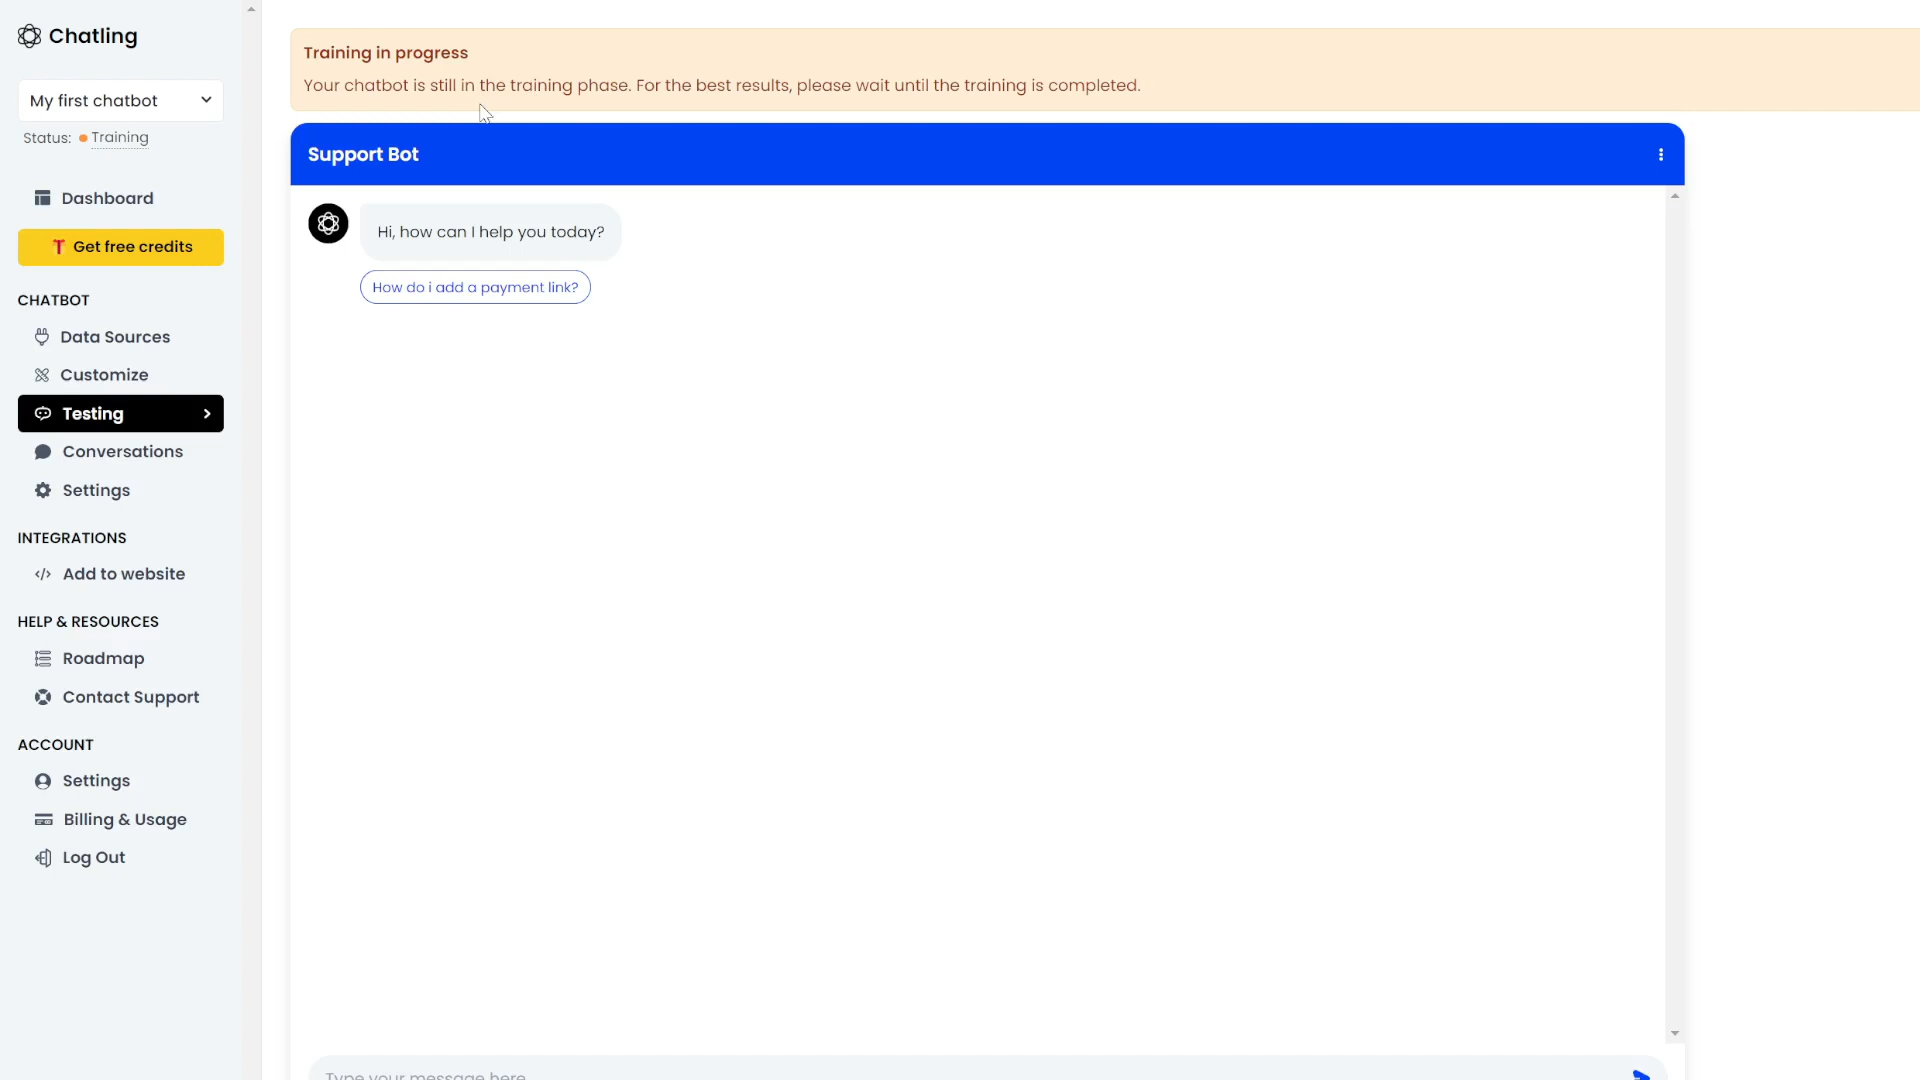 Chatling
My first chatbot
Status: Training
Dashboard
Get free credits
CHATBOT
Data Sources
Customize
Testing
Conversations
Settings
INTEGRATIONS
Add to website
HELP & RESOURCES
Roadmap
Contact Support
ACCOUNT
Settings
Billing & Usage
Log Out
Training in progress
Your chatbot is still in the training phase. For the best results, please wait until the training is completed.
Support Bot
Hi, how can I help you today?
How do i add a payment link?
Type your message here